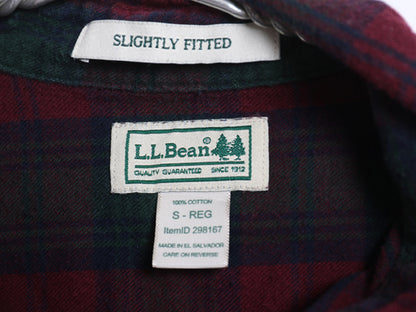 SLIGHTLY FITTED
L.L.Bean®
QUALITY GUARANTEED SINCE 1912
100% COTTON
S - REG
ItemID 298167
MADE IN EL SALVADOR
CARE ON REVERSE